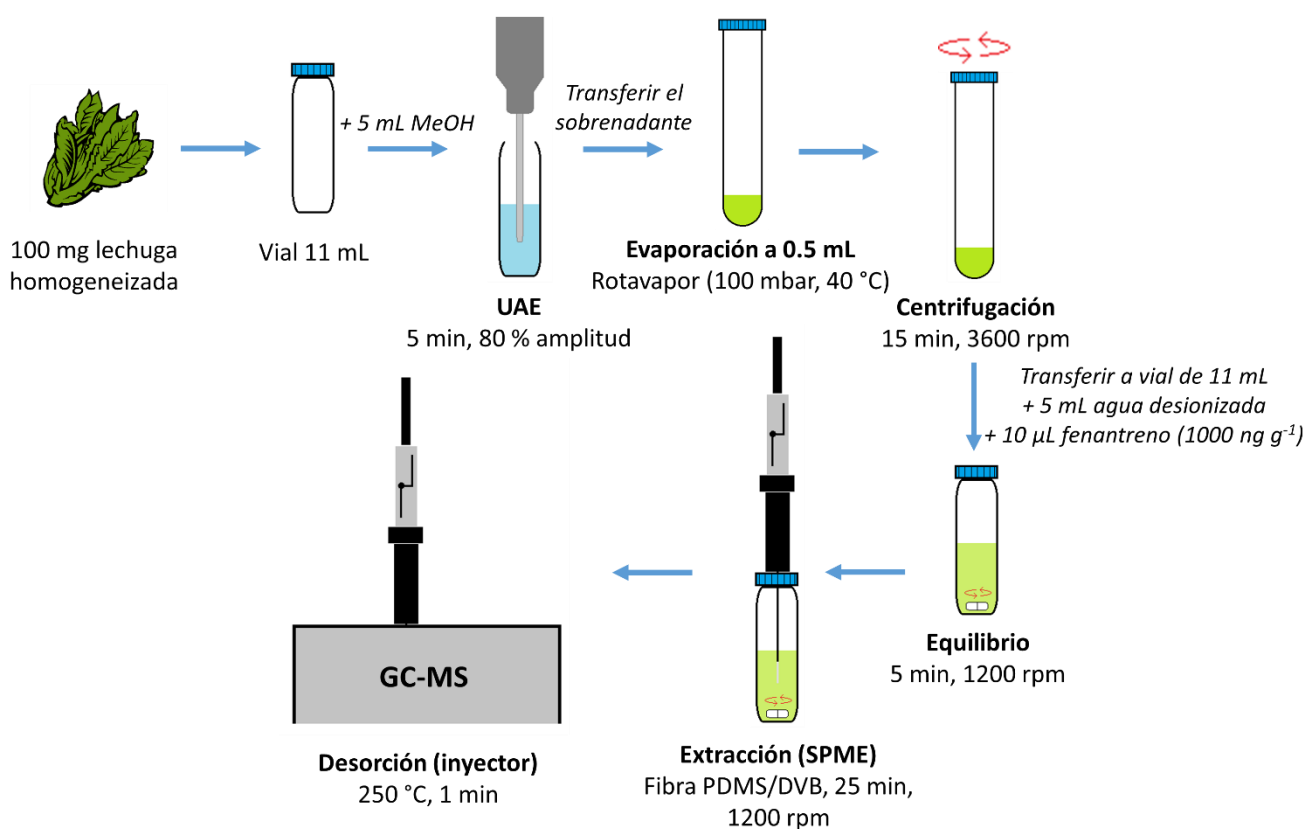 100 mg lechuga
homogeneizada
Vial 11 mL
+ 5 mL MeOH
UAE
5 min, 80 % amplitud
Transferir el
sobrenadante
Evaporación a 0.5 mL
Rotavapor (100 mbar, 40 °C)
Centrifugación
15 min, 3600 rpm
Transferir a vial de 11 mL
+ 5 mL agua desionizada
+ 10 µL fenantreno (1000 ng g⁻¹)
Equilibrio
5 min, 1200 rpm
Extracción (SPME)
Fibra PDMS/DVB, 25 min,
1200 rpm
GC-MS
Desorción (inyector)
250 °C, 1 min